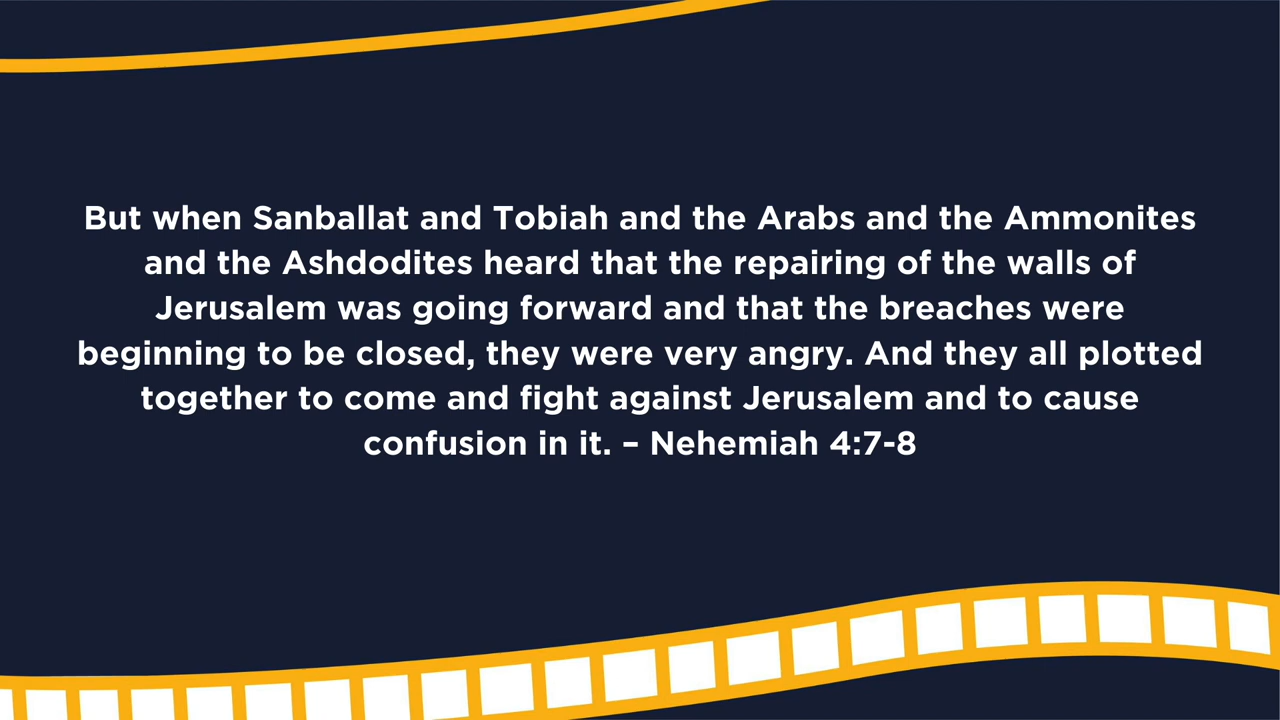 But when Sanballat and Tobiah and the Arabs and the Ammonites
and the Ashdodites heard that the repairing of the walls of
Jerusalem was going forward and that the breaches were
beginning to be closed, they were very angry. And they all plotted
together to come and fight against Jerusalem and to cause
confusion in it. – Nehemiah 4:7-8